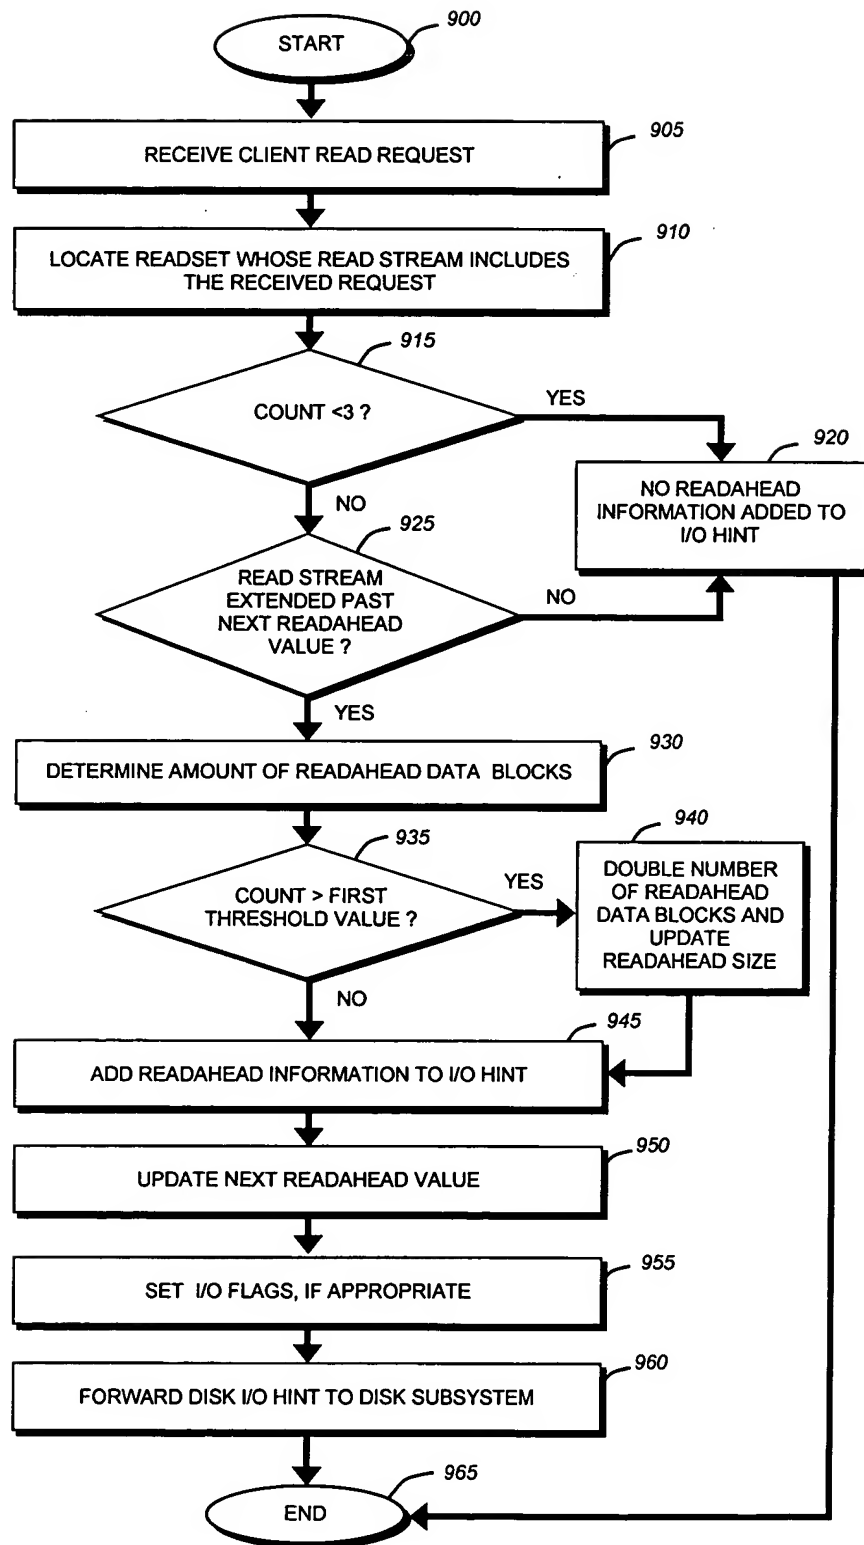 START
900
RECEIVE CLIENT READ REQUEST
905
LOCATE READSET WHOSE READ STREAM INCLUDES
THE RECEIVED REQUEST
910
COUNT <3 ?
915
YES
NO
NO READAHEAD
INFORMATION ADDED TO
I/O HINT
920
READ STREAM
EXTENDED PAST
NEXT READAHEAD
VALUE ?
925
NO
YES
DETERMINE AMOUNT OF READAHEAD DATA BLOCKS
930
COUNT > FIRST
THRESHOLD VALUE ?
935
YES
NO
DOUBLE NUMBER
OF READAHEAD
DATA BLOCKS AND
UPDATE
READAHEAD SIZE
940
ADD READAHEAD INFORMATION TO I/O HINT
945
UPDATE NEXT READAHEAD VALUE
950
SET I/O FLAGS, IF APPROPRIATE
955
FORWARD DISK I/O HINT TO DISK SUBSYSTEM
960
END
965